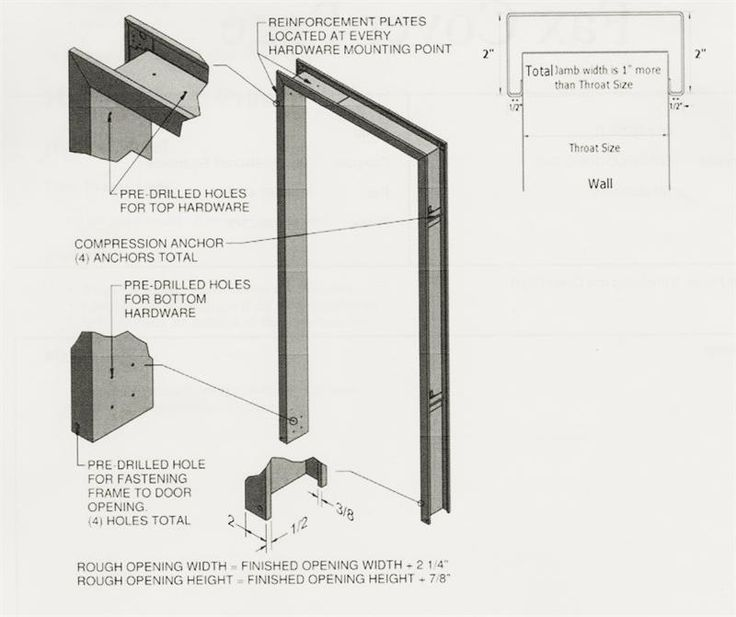 REINFORCEMENT PLATES
LOCATED AT EVERY
HARDWARE MOUNTING POINT
2"
2"
Total Jamb width is 1" more
than Throat Size
1/2"
1/2"
Throat Size
Wall
PRE-DRILLED HOLES
FOR TOP HARDWARE
COMPRESSION ANCHOR
(4) ANCHORS TOTAL
PRE-DRILLED HOLES
FOR BOTTOM
HARDWARE
PRE-DRILLED HOLE
FOR FASTENING
FRAME TO DOOR
OPENING.
(4) HOLES TOTAL
2
1/2
3/8
ROUGH OPENING WIDTH = FINISHED OPENING WIDTH + 2 1/4"
ROUGH OPENING HEIGHT = FINISHED OPENING HEIGHT + 7/8"